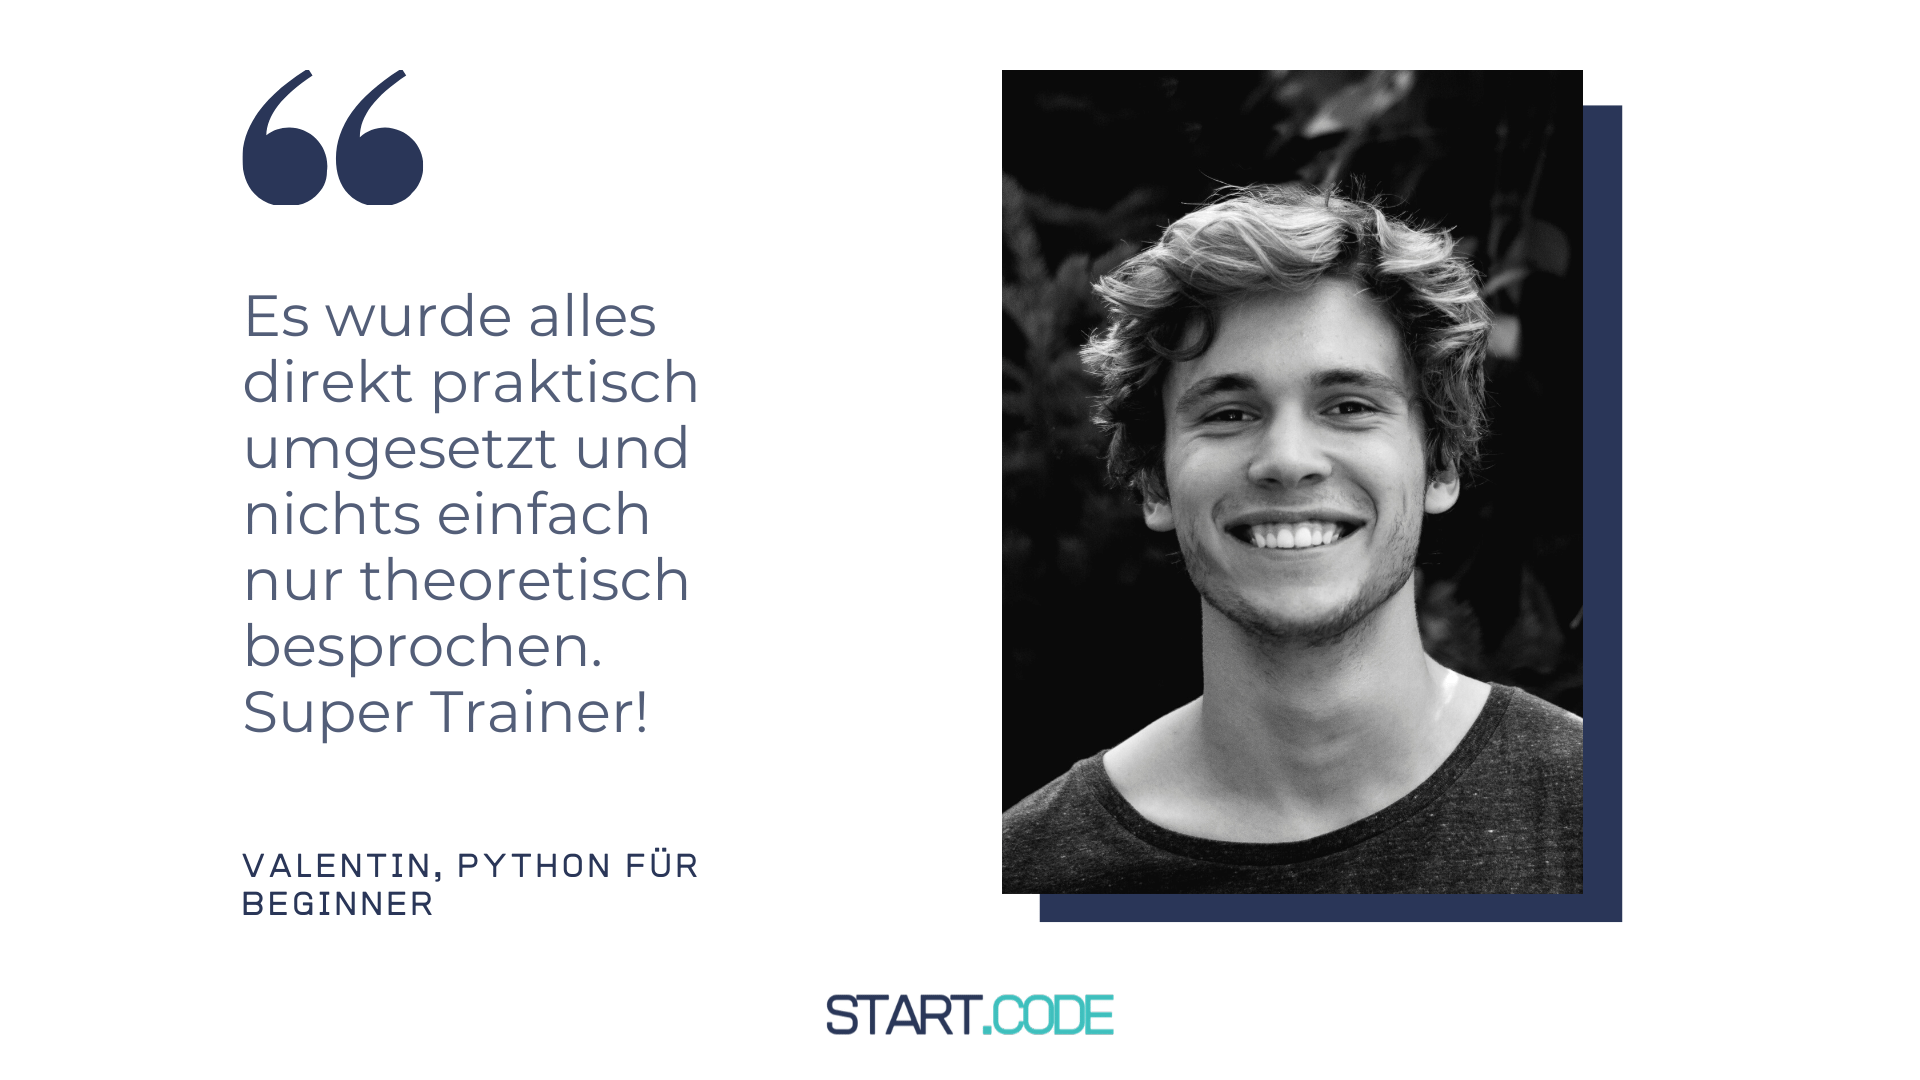 Es wurde alles
direkt praktisch
umgesetzt und
nichts einfach
nur theoretisch
besprochen.
Super Trainer!
VALENTIN, PYTHON FÜR
BEGINNER
START.CODE